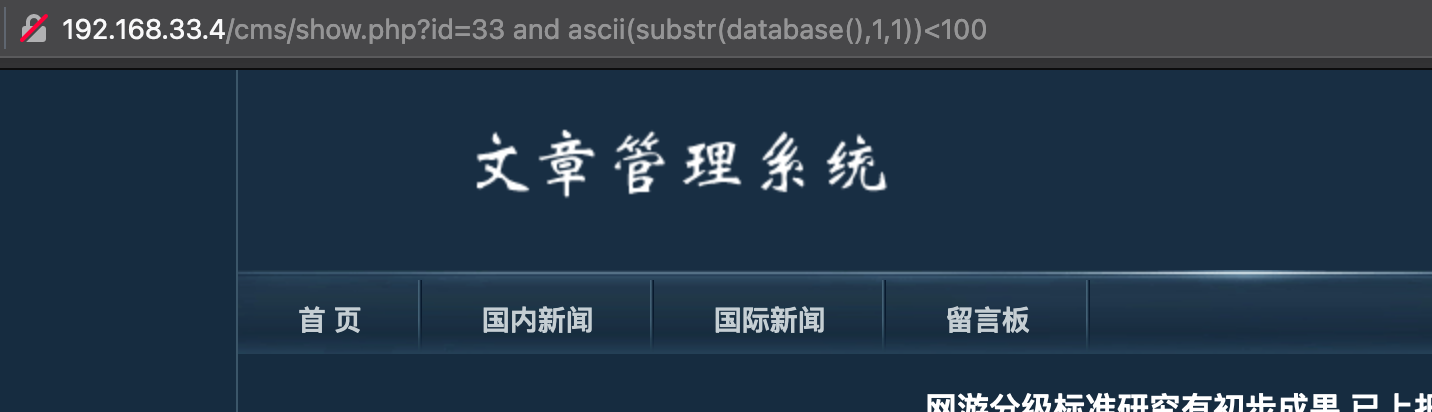 192.168.33.4/cms/show.php?id=33 and ascii(substr(database(),1,1))<100
文章管理系统
首 页 国内新闻 国际新闻 留言板
网游分级标准研究有初步成果 已上报